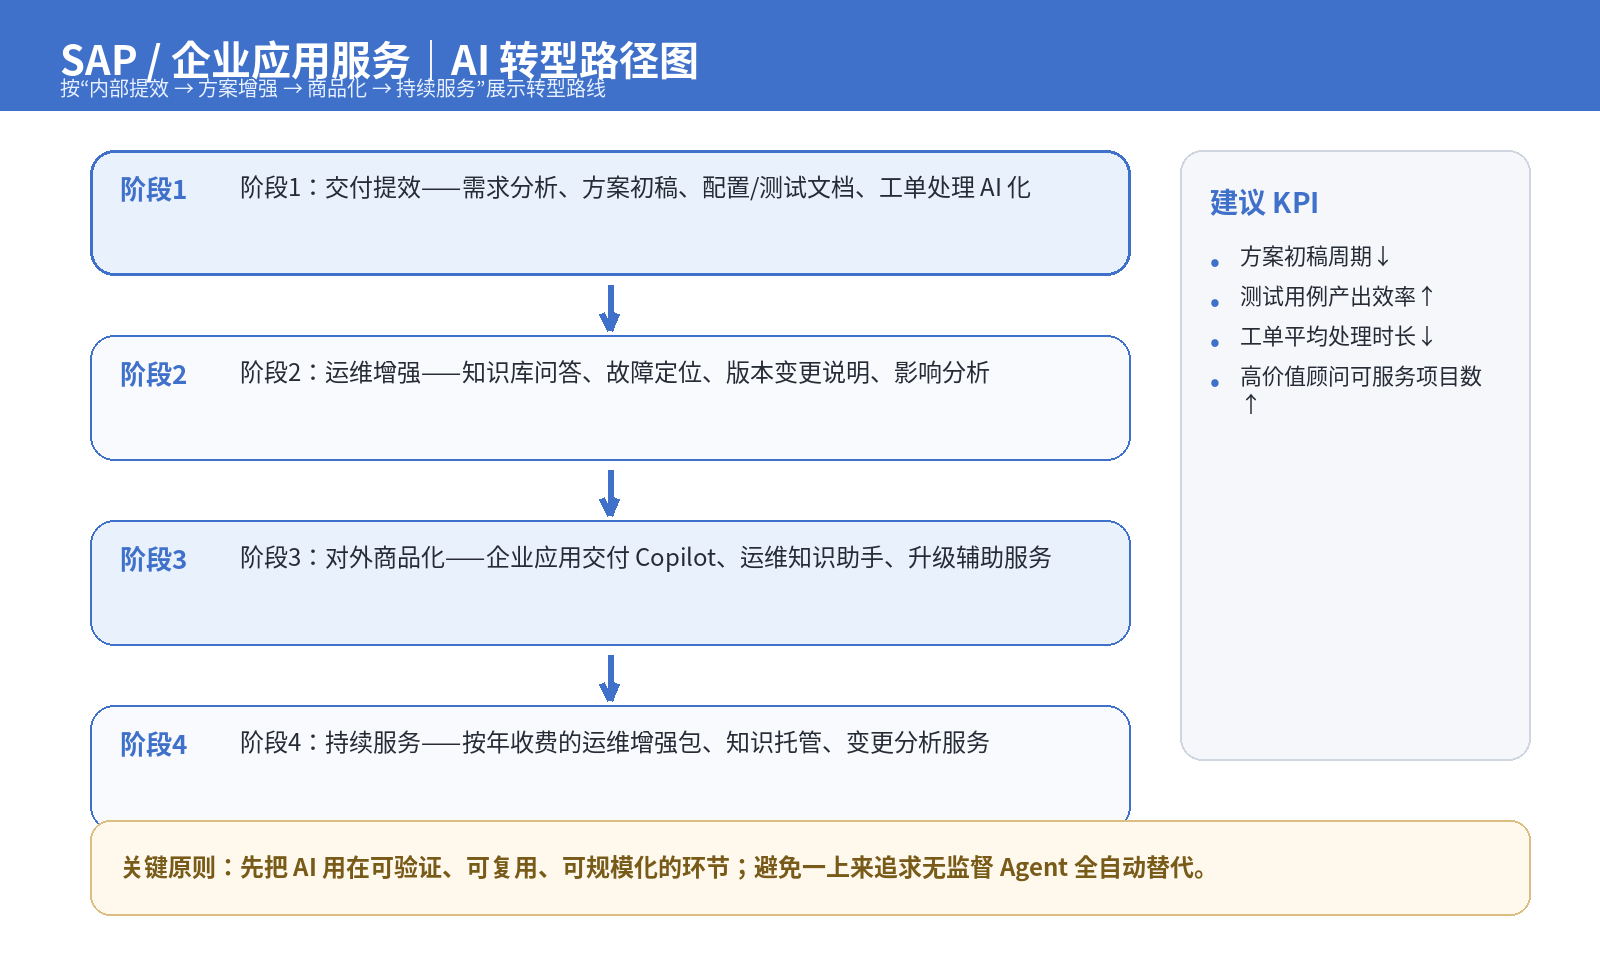 SAP / 企业应用服务｜AI 转型路径图
按“内部提效 → 方案增强 → 商品化 → 持续服务”展示转型路线
阶段1 阶段1：交付提效——需求分析、方案初稿、配置/测试文档、工单处理 AI 化
阶段2 阶段2：运维增强——知识库问答、故障定位、版本变更说明、影响分析
阶段3 阶段3：对外商品化——企业应用交付 Copilot、运维知识助手、升级辅助服务
阶段4 阶段4：持续服务——按年收费的运维增强包、知识托管、变更分析服务
建议 KPI
• 方案初稿周期↓
• 测试用例产出效率↑
• 工单平均处理时长↓
• 高价值顾问可服务项目数
↑
关键原则：先把 AI 用在可验证、可复用、可规模化的环节；避免一上来追求无监督 Agent 全自动替代。